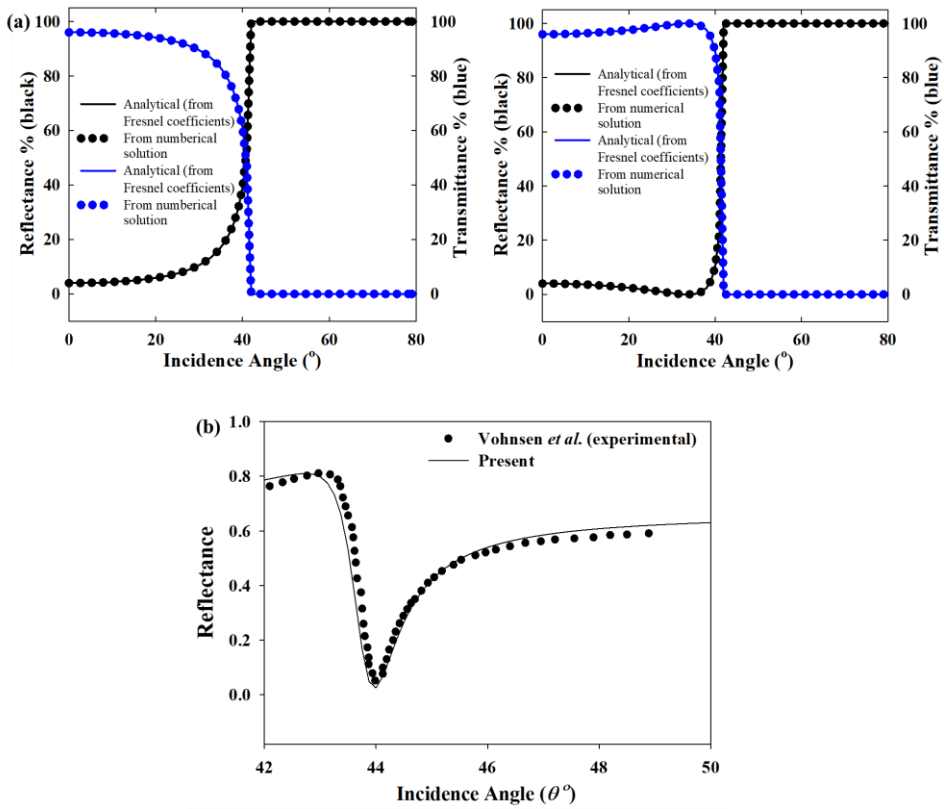 (a)
100
80
60
40
20
0
Reflectance % (black)
Analytical (from
Fresnel coefficients)
From numberical
solution
Analytical (from
Fresnel coefficients)
From numberical
solution
100
80
60
40
20
0
Transmittance % (blue)
0 20 40 60 80
Incidence Angle (°)
100
80
60
40
20
0
Reflectance % (black)
Analytical (from
Fresnel coefficients)
From numerical
solution
Analytical (from
Fresnel coefficients)
From numerical
solution
100
80
60
40
20
0
Transmittance % (blue)
0 20 40 60 80
Incidence Angle (°)
(b)
1.0
0.8
0.6
0.4
0.2
0.0
Reflectance
Vohnsen et al. (experimental)
Present
42 44 46 48 50
Incidence Angle (θ°)